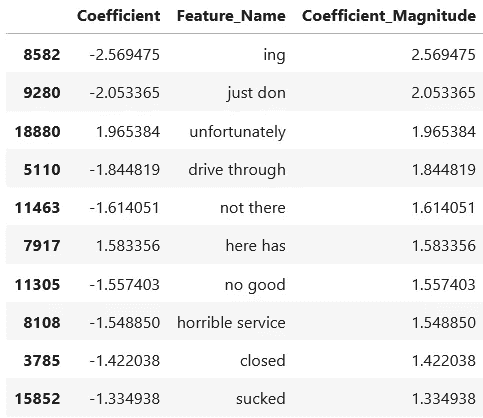 Coefficient Feature_Name Coefficient_Magnitude
8582 -2.569475 ing 2.569475
9280 -2.053365 just don 2.053365
18880 1.965384 unfortunately 1.965384
5110 -1.844819 drive through 1.844819
11463 -1.614051 not there 1.614051
7917 1.583356 here has 1.583356
11305 -1.557403 no good 1.557403
8108 -1.548850 horrible service 1.548850
3785 -1.422038 closed 1.422038
15852 -1.334938 sucked 1.334938